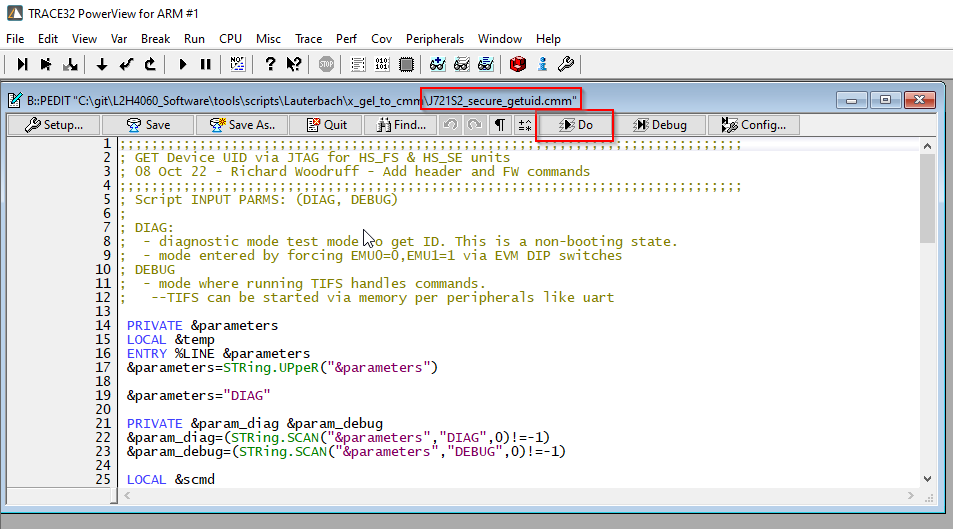 TRACE32 PowerView for ARM #1
File Edit View Var Break Run CPU Misc Trace Perf Cov Peripherals Window Help
B::PEDIT "C:\git\L2H4060_Software\tools\scripts\Lauterbach\x_gel_to_cmm\J721S2_secure_getuid.cmm"
Setup... Save Save As.. Quit Find... Do Debug Config...
1 ;;;;;;;;;;;;;;;;;;;;;;;;;;;;;;;;;;;;;;;;;;;;;;;;;;;;;;;;;;;;;;;;;;;;;;;;;;;;;
2 ; GET Device UID via JTAG for HS_FS & HS_SE units
3 ; 08 Oct 22 - Richard Woodruff - Add header and FW commands
4 ;;;;;;;;;;;;;;;;;;;;;;;;;;;;;;;;;;;;;;;;;;;;;;;;;;;;;;;;;;;;;;;;;;;;;;;;;;;;;
5 ; Script INPUT PARMS: (DIAG, DEBUG)
6 ;
7 ; DIAG:
8 ;  - diagnostic mode test mode to get ID. This is a non-booting state.
9 ;  - mode entered by forcing EMU0=0,EMU1=1 via EVM DIP switches
10 ; DEBUG
11 ;  - mode where running TIFS handles commands.
12 ;   --TIFS can be started via memory per peripherals like uart
13
14 PRIVATE &parameters
15 LOCAL &temp
16 ENTRY %LINE &parameters
17 &parameters=STRing.UPpeR("&parameters")
18
19 &parameters="DIAG"
20
21 PRIVATE &param_diag &param_debug
22 &param_diag=(STRing.SCAN("&parameters","DIAG",0)!=-1)
23 &param_debug=(STRing.SCAN("&parameters","DEBUG",0)!=-1)
24
25 LOCAL &scmd